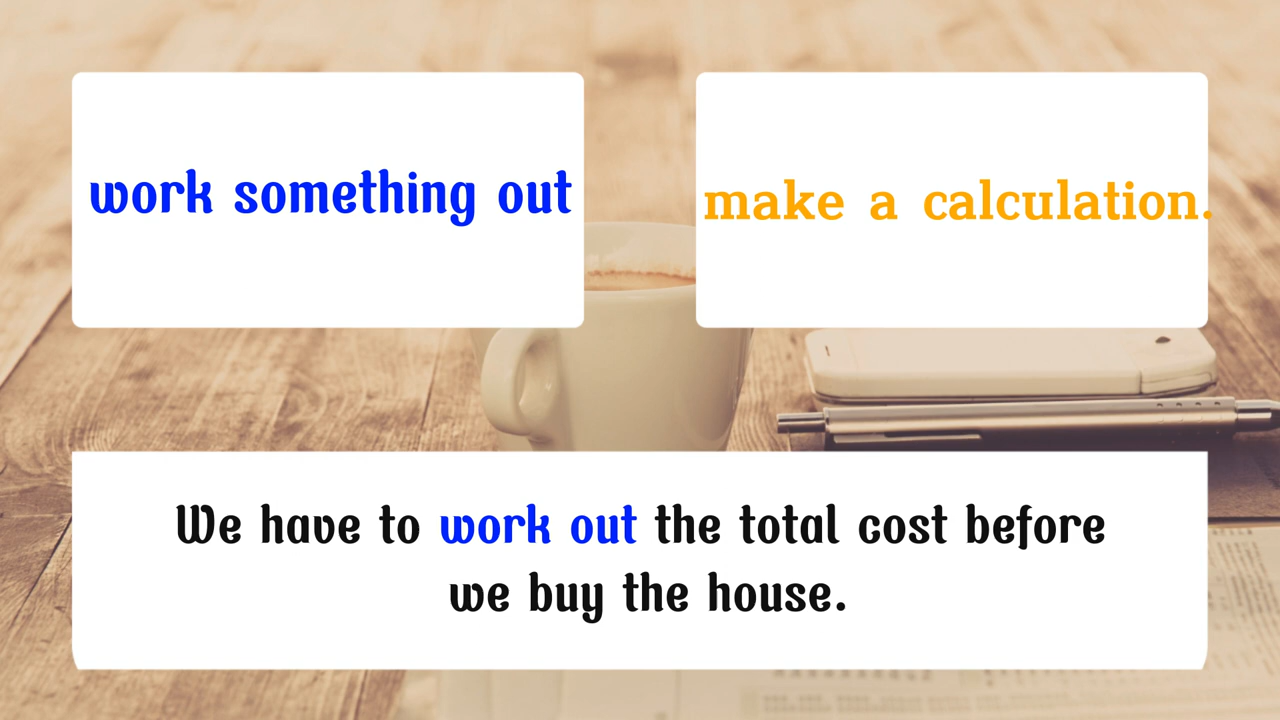 work something out
make a calculation.
We have to work out the total cost before
we buy the house.